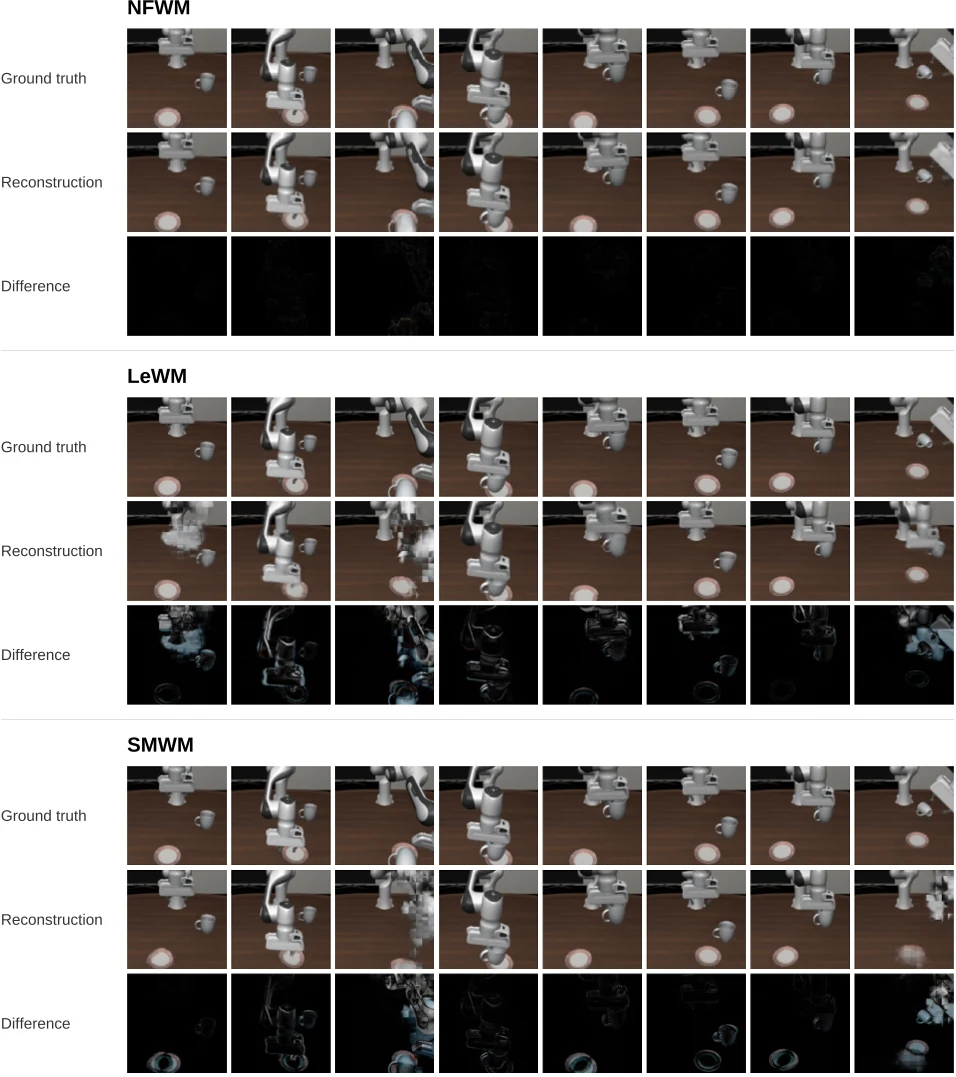 NFWM
Ground truth
Reconstruction
Difference
LeWM
Ground truth
Reconstruction
Difference
SMWM
Ground truth
Reconstruction
Difference